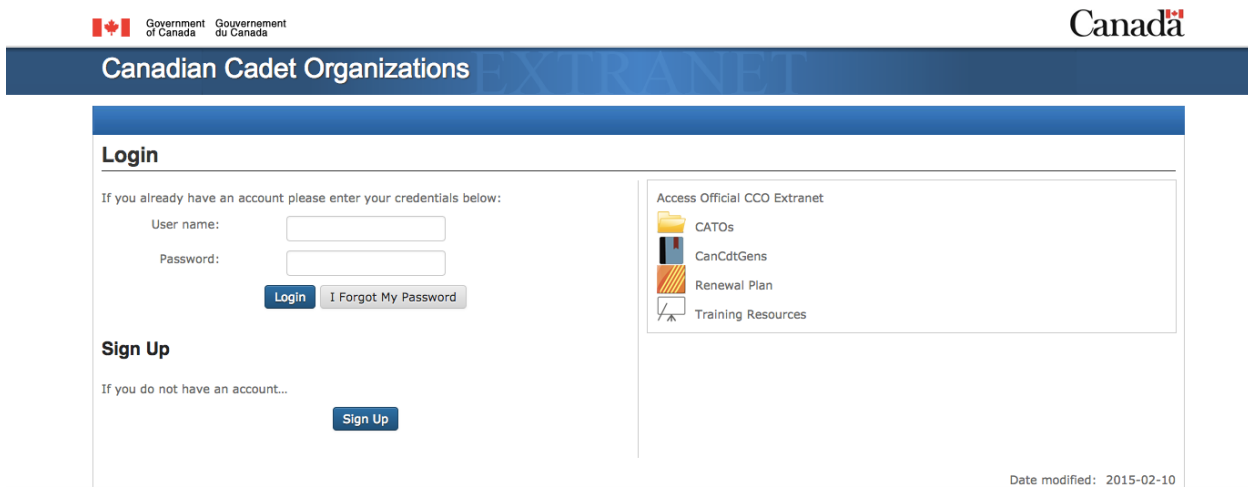 Government Gouvernement
of Canada du Canada
Canada
Canadian Cadet Organizations
EXTRANET
Login
If you already have an account please enter your credentials below:
User name:
Password:
Login
I Forgot My Password
Sign Up
If you do not have an account...
Sign Up
Access Official CCO Extranet
CATOs
CanCdtGens
Renewal Plan
Training Resources
Date modified: 2015-02-10